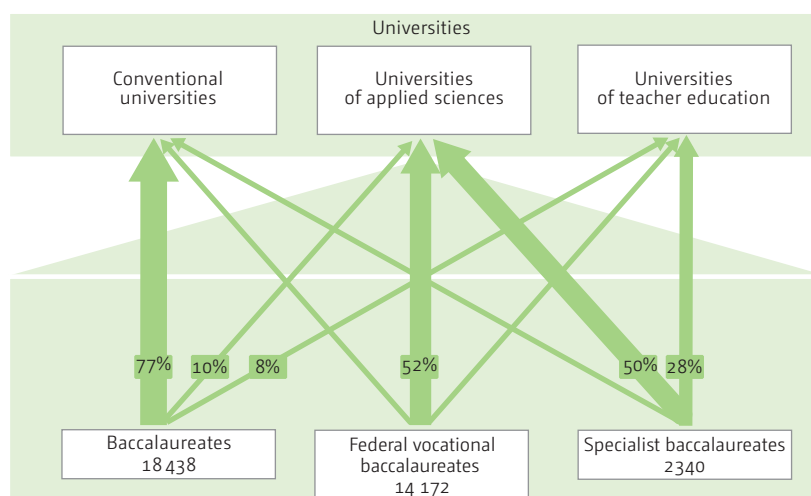 Universities
Conventional
universities
Universities
of applied sciences
Universities
of teacher education
77%
10%
8%
52%
50%
28%
Baccalaureates
18 438
Federal vocational
baccalaureates
14 172
Specialist baccalaureates
2340